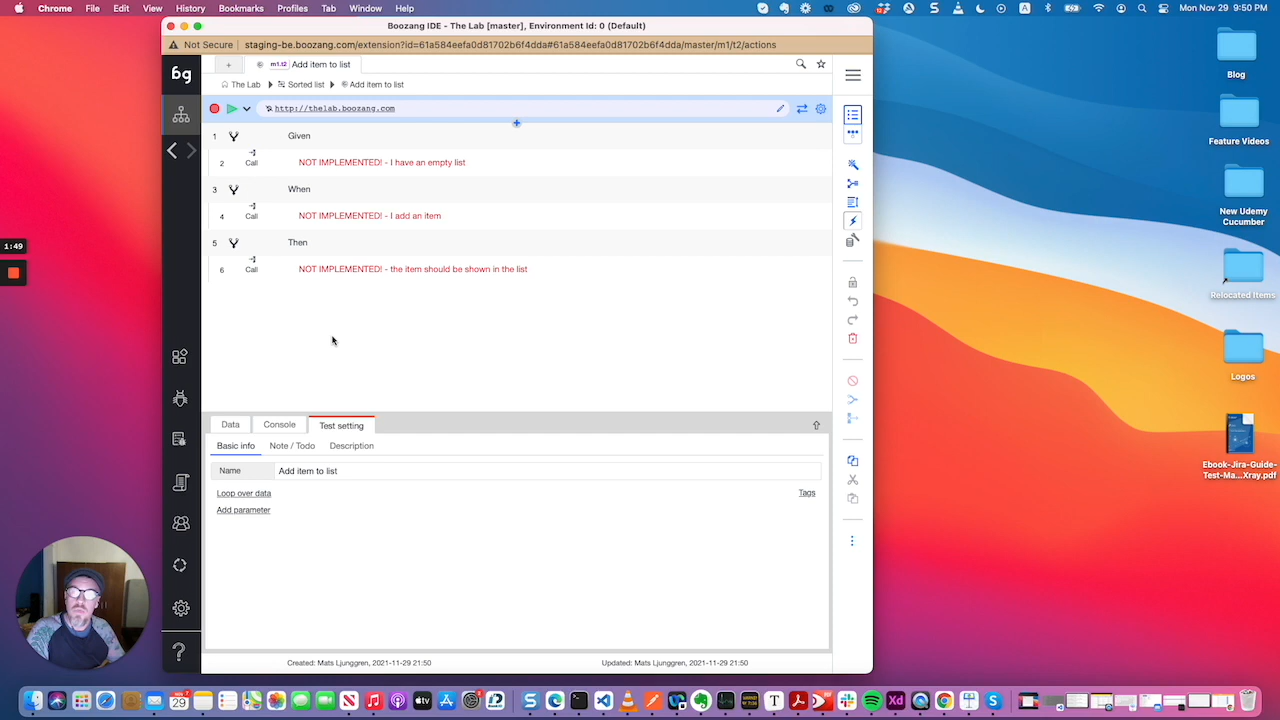 Chrome File Edit View History Bookmarks Profiles Tab
Boozang IDE - The Lab [master], Environment Id: 0 (Default)
Not Secure staging-be.boozang.com/extension?id=61a584eefa0d81702b6f4dda#61a584eefa0d81702b6f4dda/master/m1/t2/actions
bg + m1.t2 Add item to list
The Lab Sorted list Add item to list
http://thelab.boozang.com
1 Given
2 Call NOT IMPLEMENTED! - I have an empty list
3 When
4 Call NOT IMPLEMENTED! - I add an item
5 Then
6 Call NOT IMPLEMENTED! - the item should be shown in the list
1:49
Data Console Test setting
Basic info Note / Todo Description
Name Add item to list
Loop over data Tags
Add parameter
Created: Mats Ljunggren, 2021-11-29 21:50 Updated: Mats Ljunggren, 2021-11-29 21:50
Blog
Feature Videos
New Udemy
Cucumber
Relocated Items
Logos
Ebook-Jira-Guide-
Test-Ma...Xray.pdf
29